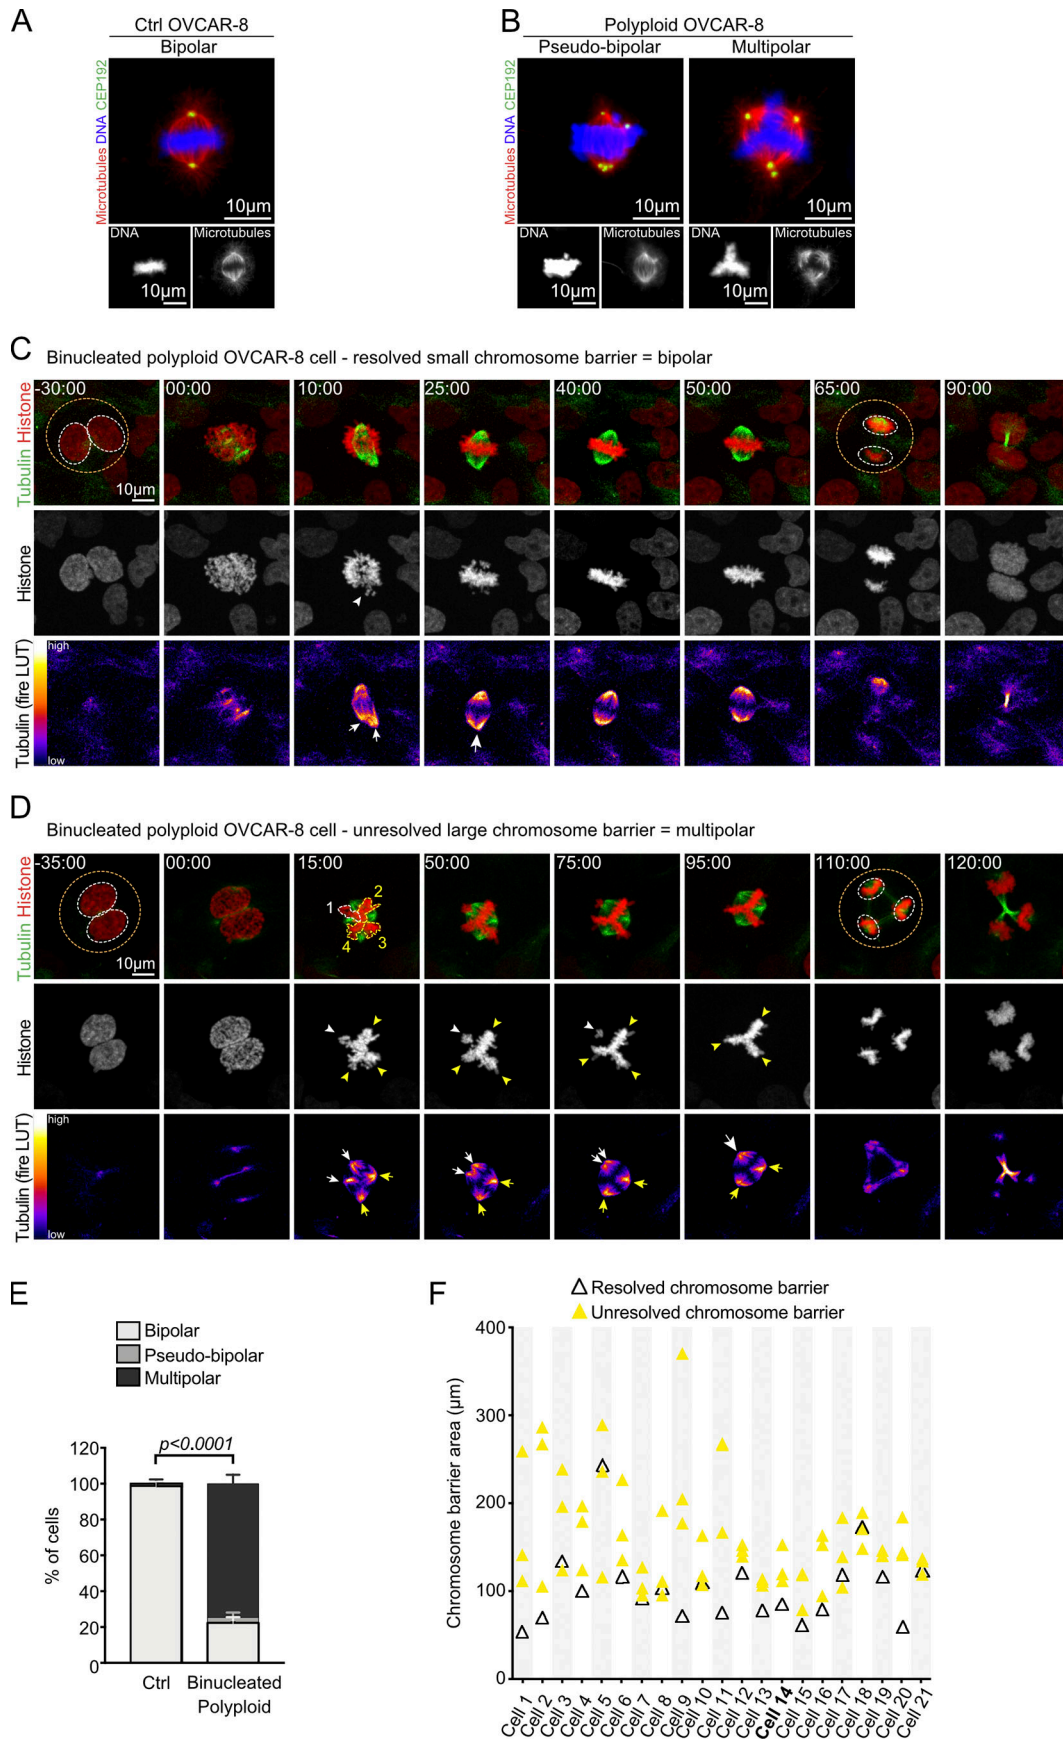 A
Ctrl OVCAR-8
Bipolar
Microtubules DNA CEP192
10µm
DNA
Microtubules
10µm
B
Polyploid OVCAR-8
Pseudo-bipolar
Multipolar
Microtubules DNA CEP192
10µm
10µm
DNA
Microtubules
DNA
Microtubules
10µm
10µm
C
Binucleated polyploid OVCAR-8 cell - resolved small chromosome barrier = bipolar
Tubulin Histone
-30:00 00:00 10:00 25:00 40:00 50:00 65:00 90:00
10µm
Histone
Tubulin (fire LUT)
high
low
D
Binucleated polyploid OVCAR-8 cell - unresolved large chromosome barrier = multipolar
Tubulin Histone
-35:00 00:00 15:00 50:00 75:00 95:00 110:00 120:00
1 2
4 3
10µm
Histone
Tubulin (fire LUT)
high
low
E
Bipolar
Pseudo-bipolar
Multipolar
p<0.0001
% of cells
120
100
80
60
40
20
0
Ctrl
Binucleated
Polyploid
F
Resolved chromosome barrier
Unresolved chromosome barrier
Chromosome barrier area (µm)
400
300
200
100
0
Cell 1
Cell 2
Cell 3
Cell 4
Cell 5
Cell 6
Cell 7
Cell 8
Cell 9
Cell 10
Cell 11
Cell 12
Cell 13
Cell 14
Cell 15
Cell 16
Cell 17
Cell 18
Cell 19
Cell 20
Cell 21